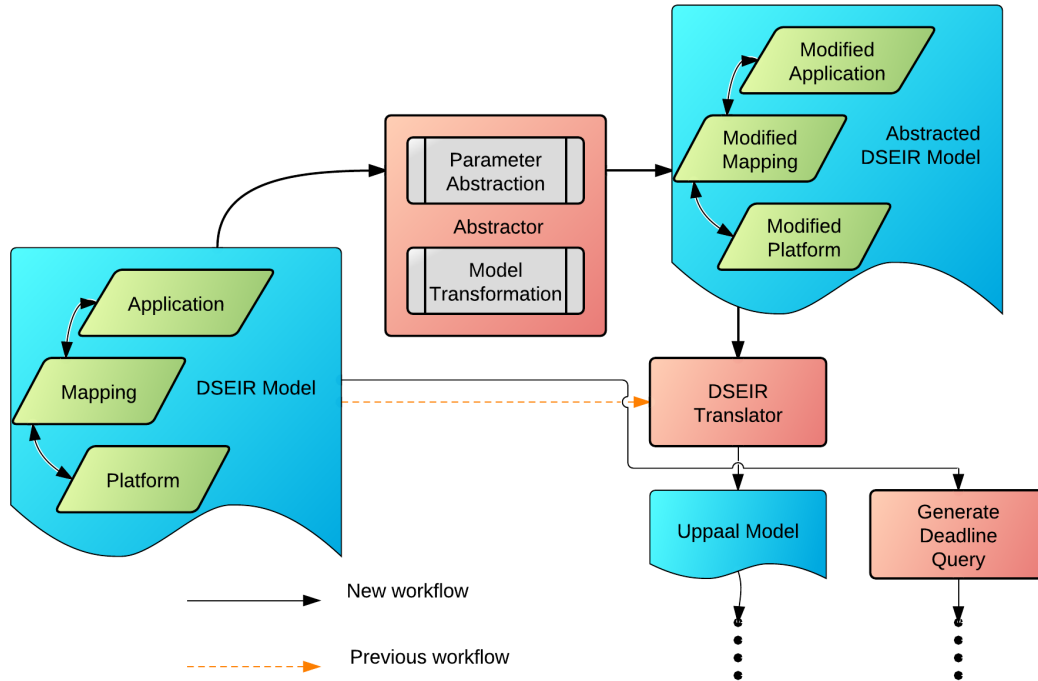 Modified
Application
Modified
Mapping
Abstracted
DSEIR Model
Modified
Platform
Parameter
Abstraction
Abstractor
Model
Transformation
Application
Mapping
DSEIR Model
Platform
DSEIR
Translator
Uppaal Model
Generate
Deadline
Query
New workflow
Previous workflow